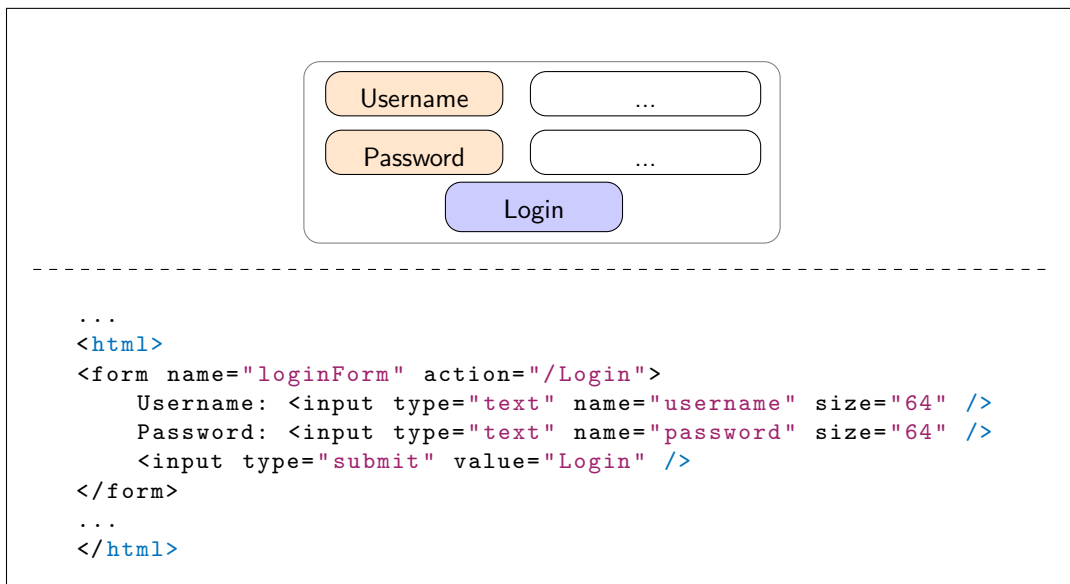 Username ...
Password ...
Login
...
<html>
<form name="loginForm" action="/Login">
    Username: <input type="text" name="username" size="64" />
    Password: <input type="text" name="password" size="64" />
    <input type="submit" value="Login" />
</form>
...
</html>